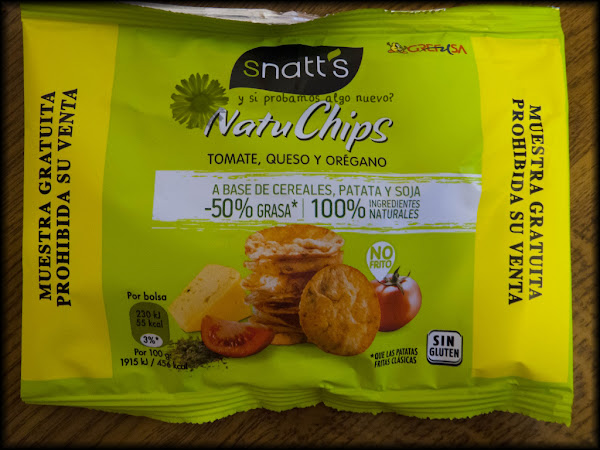 snatt's
GREFUSA
y si probamos algo nuevo?
NatuChips
TOMATE, QUESO Y ORÉGANO
A BASE DE CEREALES, PATATA Y SOJA
-50% GRASA* 100% INGREDIENTES NATURALES
NO FRITO
Por bolsa
230 kJ
55 kcal
3%*
Por 100 g
1915 kJ / 456 kcal
*QUE LAS PATATAS
FRITAS CLÁSICAS
SIN
GLUTEN
MUESTRA GRATUITA
PROHIBIDA SU VENTA
MUESTRA GRATUITA
PROHIBIDA SU VENTA